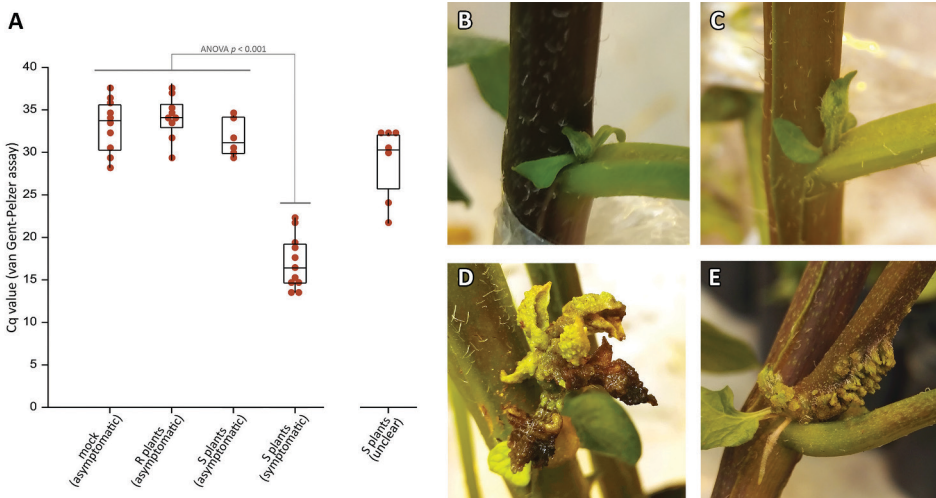 A
ANOVA p < 0.001
Cq value (van Gent-Pelzer assay)
40
35
30
25
20
15
10
5
0
mock
(asymptomatic)
R plants
(asymptomatic)
S plants
(asymptomatic)
S plants
(symptomatic)
S plants
(unclear)
B
C
D
E